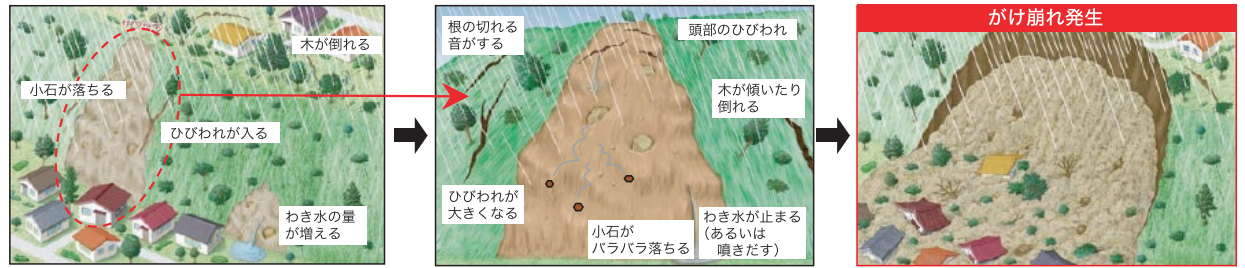 木が倒れる
小石が落ちる
ひびわれが入る
わき水の量
が増える
根の切れる
音がする
頭部のひびわれ
木が傾いたり
倒れる
ひびわれが
大きくなる
小石が
バラバラ落ちる
わき水が止まる
(あるいは
噴きだす)
がけ崩れ発生